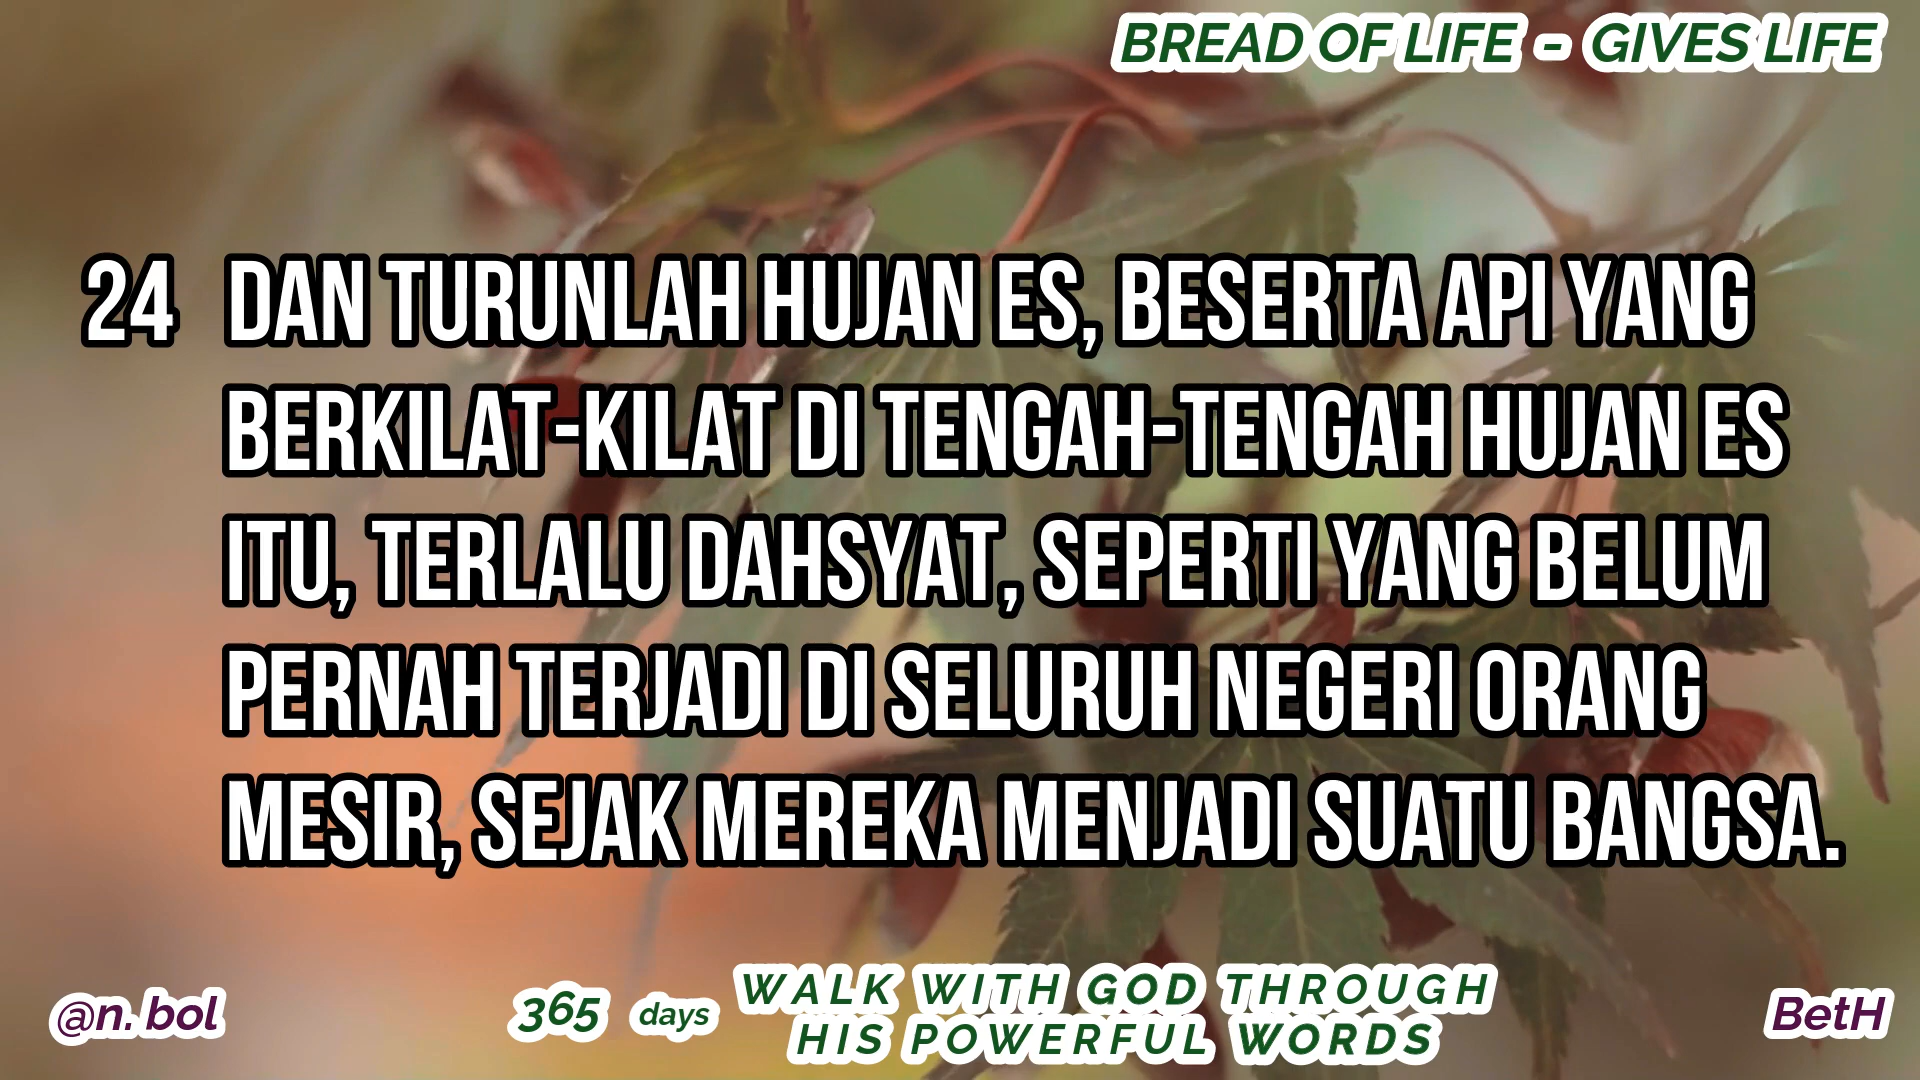 BREAD OF LIFE - GIVES LIFE
24 DAN TURUNLAH HUJAN ES, BESERTA API YANG
BERKILAT-KILAT DI TENGAH-TENGAH HUJAN ES
ITU, TERLALU DAHSYAT, SEPERTI YANG BELUM
PERNAH TERJADI DI SELURUH NEGERI ORANG
MESIR, SEJAK MEREKA MENJADI SUATU BANGSA.
@n. bol
365 days
WALK WITH GOD THROUGH
HIS POWERFUL WORDS
BetH